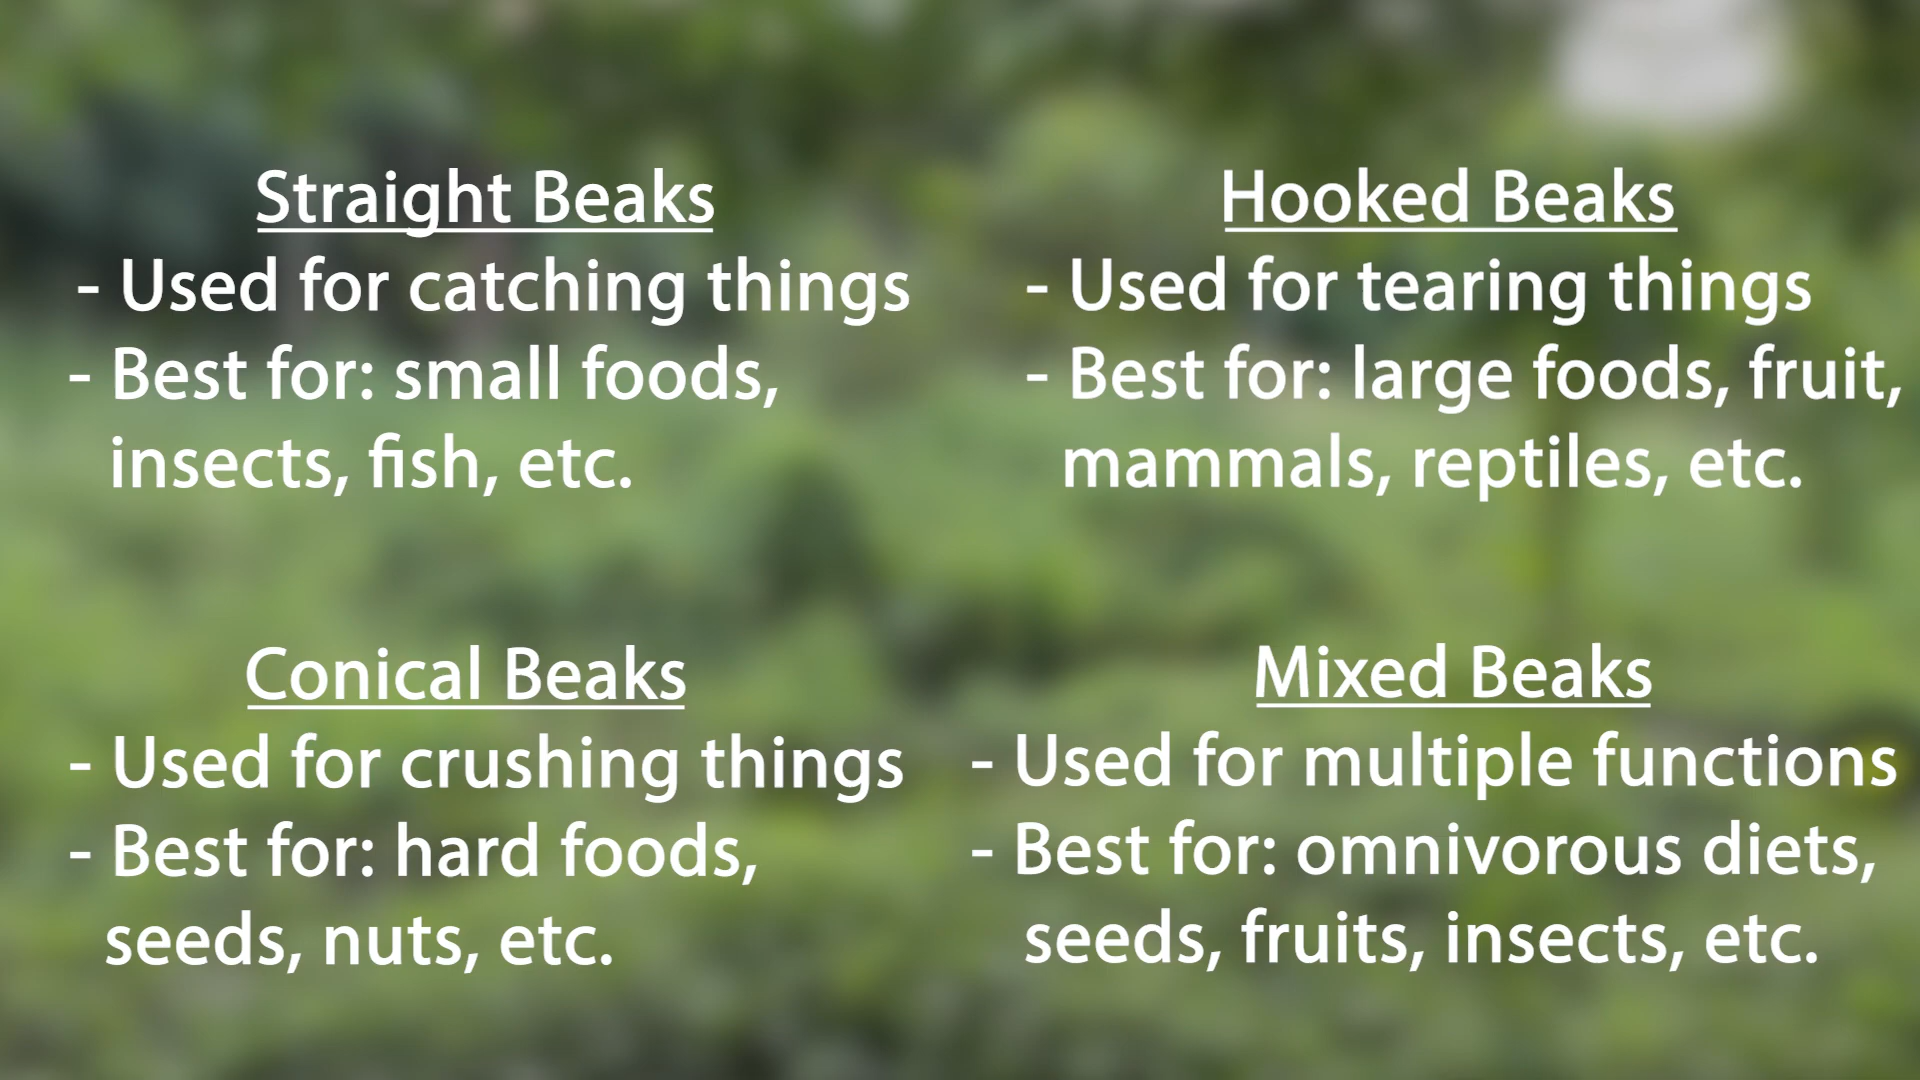 Straight Beaks
- Used for catching things
- Best for: small foods,
insects, fish, etc.
Hooked Beaks
- Used for tearing things
- Best for: large foods, fruit,
mammals, reptiles, etc.
Conical Beaks
- Used for crushing things
- Best for: hard foods,
seeds, nuts, etc.
Mixed Beaks
- Used for multiple functions
- Best for: omnivorous diets,
seeds, fruits, insects, etc.